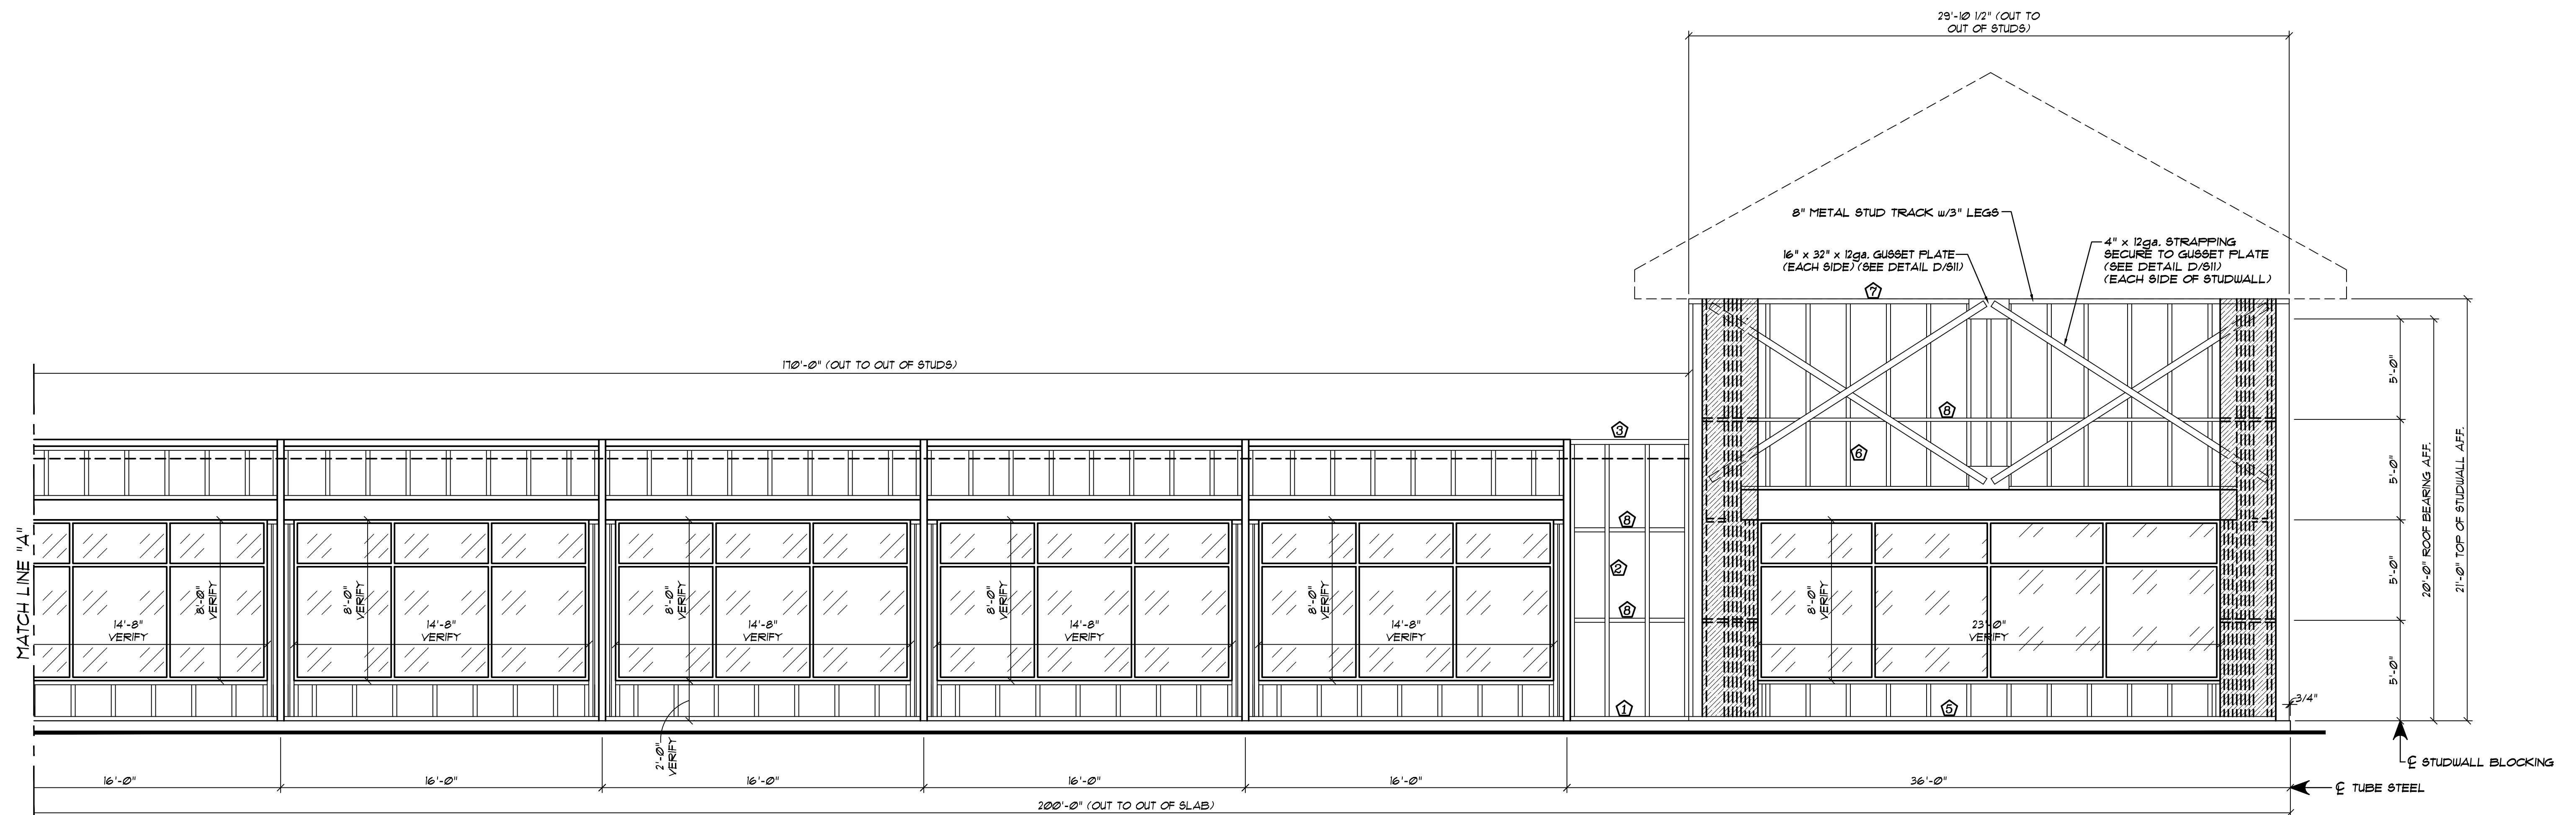 29'-10 1/2" (OUT TO
OUT OF STUDS)
8" METAL STUD TRACK w/3" LEGS
16" x 32" x 12ga. GUSSET PLATE
(EACH SIDE) (SEE DETAIL D/S11)
4" x 12ga. STRAPPING
SECURE TO GUSSET PLATE
(SEE DETAIL D/S11)
(EACH SIDE OF STUDWALL)
7
170'-0" (OUT TO OUT OF STUDS)
5'-0"
8
3
6
5'-0"
20'-0" ROOF BEARING A.F.F.
21'-0" TOP OF STUDWALL A.F.F.
8
MATCH LINE "A"
2
5'-0"
8'-0"
VERIFY
8'-0"
VERIFY
8'-0"
VERIFY
8'-0"
VERIFY
8'-0"
VERIFY
8'-0"
VERIFY
8
14'-8"
VERIFY
14'-8"
VERIFY
14'-8"
VERIFY
14'-8"
VERIFY
14'-8"
VERIFY
23'-0"
VERIFY
5'-0"
3/4"
1
5
2'-0"
VERIFY
℄ STUDWALL BLOCKING
16'-0"
16'-0"
16'-0"
16'-0"
16'-0"
36'-0"
℄ TUBE STEEL
200'-0" (OUT TO OUT OF SLAB)